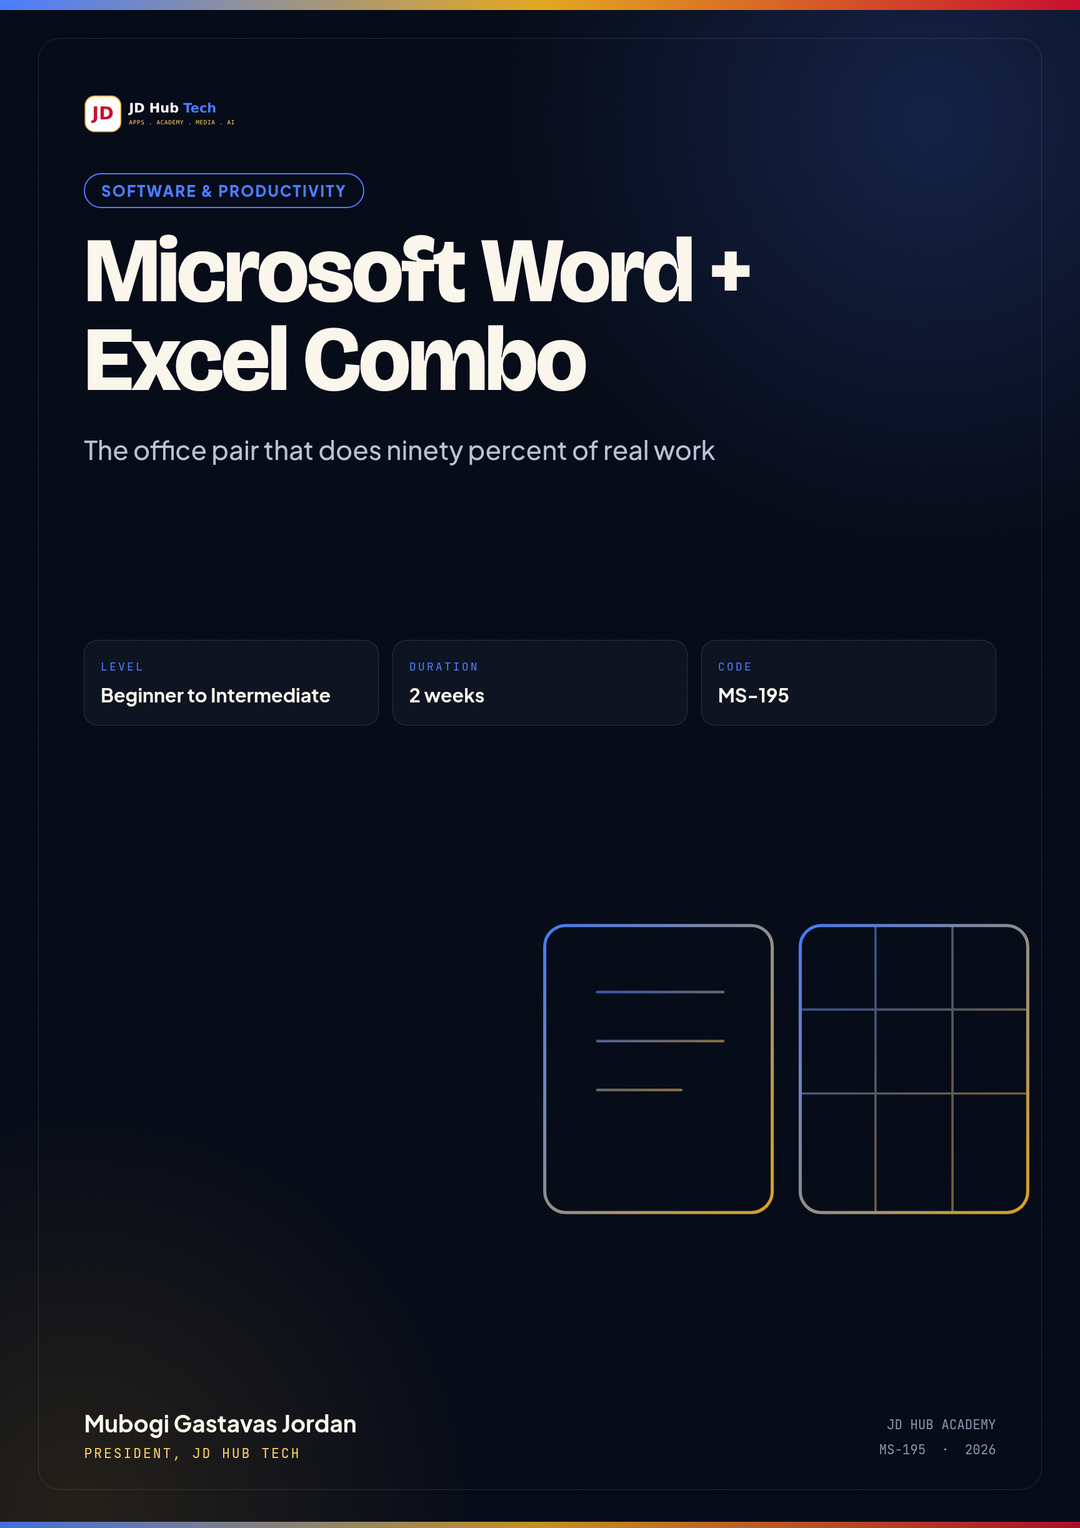 JD
JD Hub Tech
APPS . ACADEMY . MEDIA . AI
SOFTWARE & PRODUCTIVITY
Microsoft Word +
Excel Combo
The office pair that does ninety percent of real work
LEVEL
Beginner to Intermediate
DURATION
2 weeks
CODE
MS-195
Mubogi Gastavas Jordan
PRESIDENT, JD HUB TECH
JD HUB ACADEMY
MS-195 · 2026